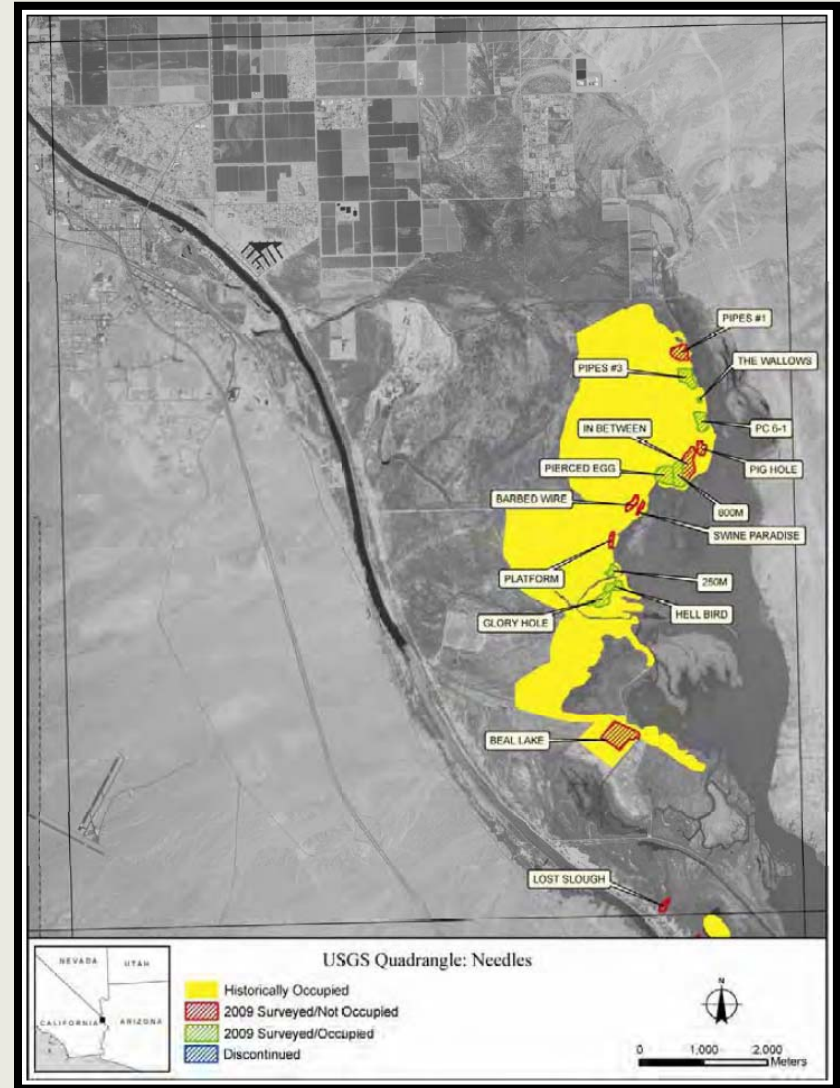 PIPES #1
THE WALLOWS
PIPES #3
PC 6-1
IN BETWEEN
PIG HOLE
PIERCED EGG
800M
BARBED WIRE
SWINE PARADISE
PLATFORM
250M
HELL BIRD
GLORY HOLE
BEAL LAKE
LOST SLOUGH
USGS Quadrangle: Needles
NEVADA
UTAH
CALIFORNIA
ARIZONA
Historically Occupied
2009 Surveyed/Not Occupied
2009 Surveyed/Occupied
Discontinued
N
0 1,000 2,000
Meters